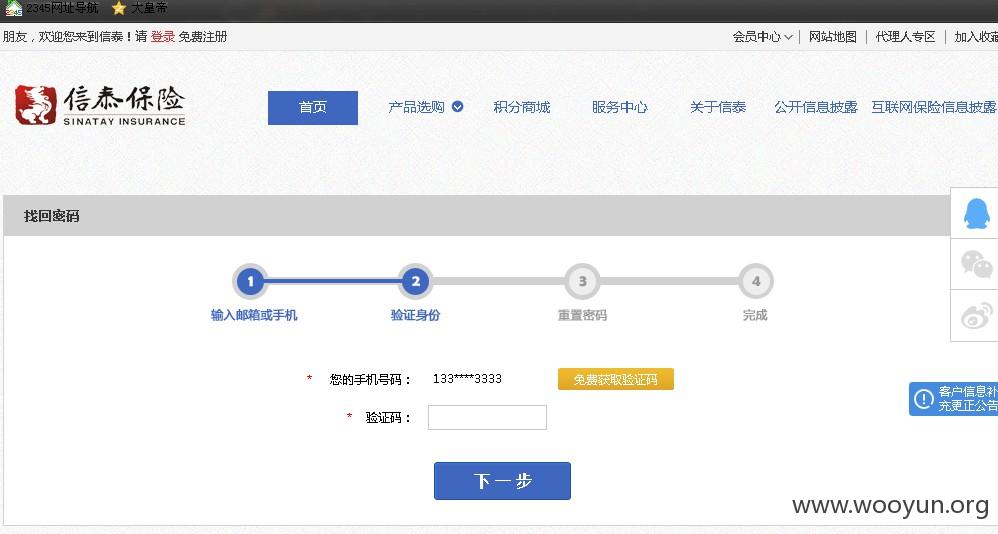 2345网址导航 大皇帝
朋友，欢迎您来到信泰！请 登录 免费注册 会员中心 网站地图 代理人专区 加入收藏
信泰保险
SINATAY INSURANCE
首页 产品选购 积分商城 服务中心 关于信泰 公开信息披露 互联网保险信息披露
找回密码
1 2 3 4
输入邮箱或手机 验证身份 重置密码 完成
* 您的手机号码： 133****3333 免费获取验证码
客户信息补
充更正公告
* 验证码：
下一步
www.wooyun.org